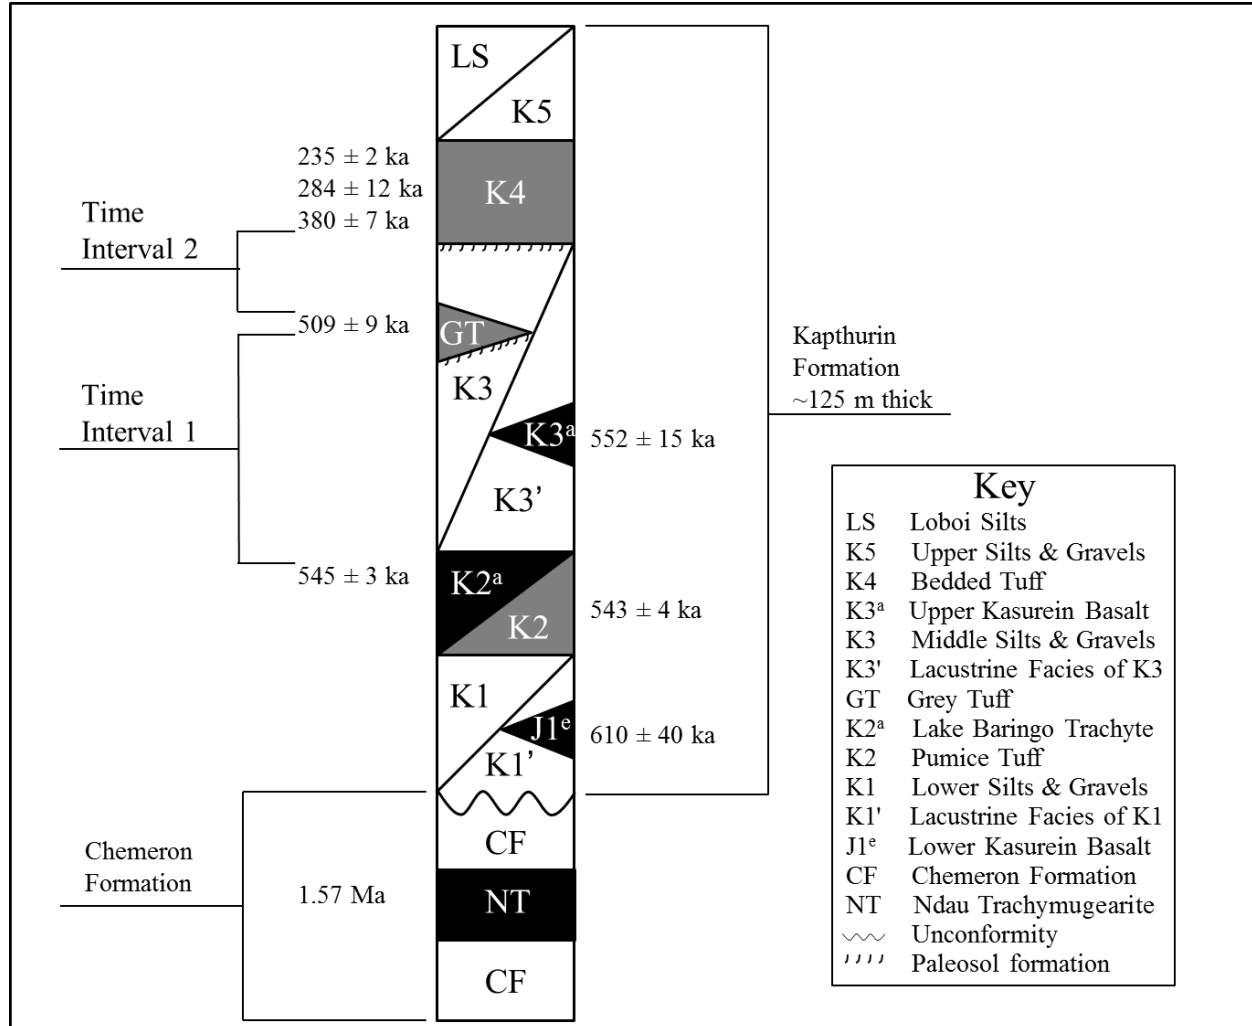 LS
K5
235 ± 2 ka
284 ± 12 ka
380 ± 7 ka
K4
Time
Interval 2
509 ± 9 ka
GT
K3
Time
Interval 1
K3ᵃ
552 ± 15 ka
K3’
545 ± 3 ka
K2ᵃ
K2
543 ± 4 ka
K1
J1ᵉ
610 ± 40 ka
K1’
Kapthurin
Formation
~125 m thick
CF
Chemeron
Formation
1.57 Ma
NT
CF
Key
LS Loboi Silts
K5 Upper Silts & Gravels
K4 Bedded Tuff
K3ᵃ Upper Kasurein Basalt
K3 Middle Silts & Gravels
K3' Lacustrine Facies of K3
GT Grey Tuff
K2ᵃ Lake Baringo Trachyte
K2 Pumice Tuff
K1 Lower Silts & Gravels
K1' Lacustrine Facies of K1
J1ᵉ Lower Kasurein Basalt
CF Chemeron Formation
NT Ndau Trachymugearite
Unconformity
Paleosol formation